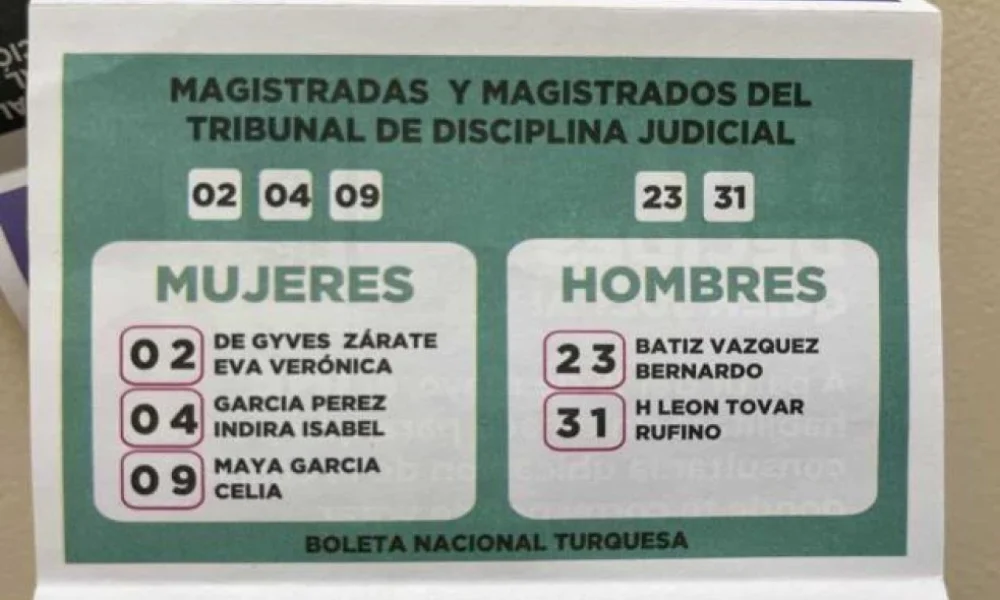 MAGISTRADAS Y MAGISTRADOS DEL
TRIBUNAL DE DISCIPLINA JUDICIAL
02 04 09
23 31
MUJERES
02 DE GYVES ZÁRATE
EVA VERÓNICA
04 GARCIA PEREZ
INDIRA ISABEL
09 MAYA GARCIA
CELIA
HOMBRES
23 BATIZ VAZQUEZ
BERNARDO
31 H LEON TOVAR
RUFINO
BOLETA NACIONAL TURQUESA